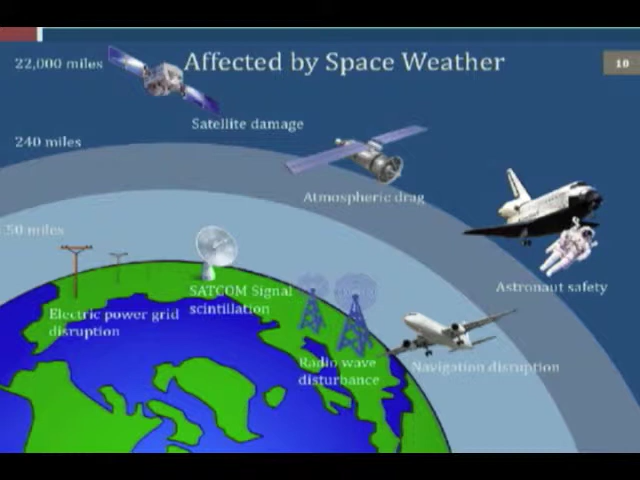 Affected by Space Weather
10
22,000 miles
Satellite damage
240 miles
Atmospheric drag
50 miles
Astronaut safety
SATCOM Signal
scintillation
Electric power grid
disruption
Radio wave
disturbance
Navigation disruption